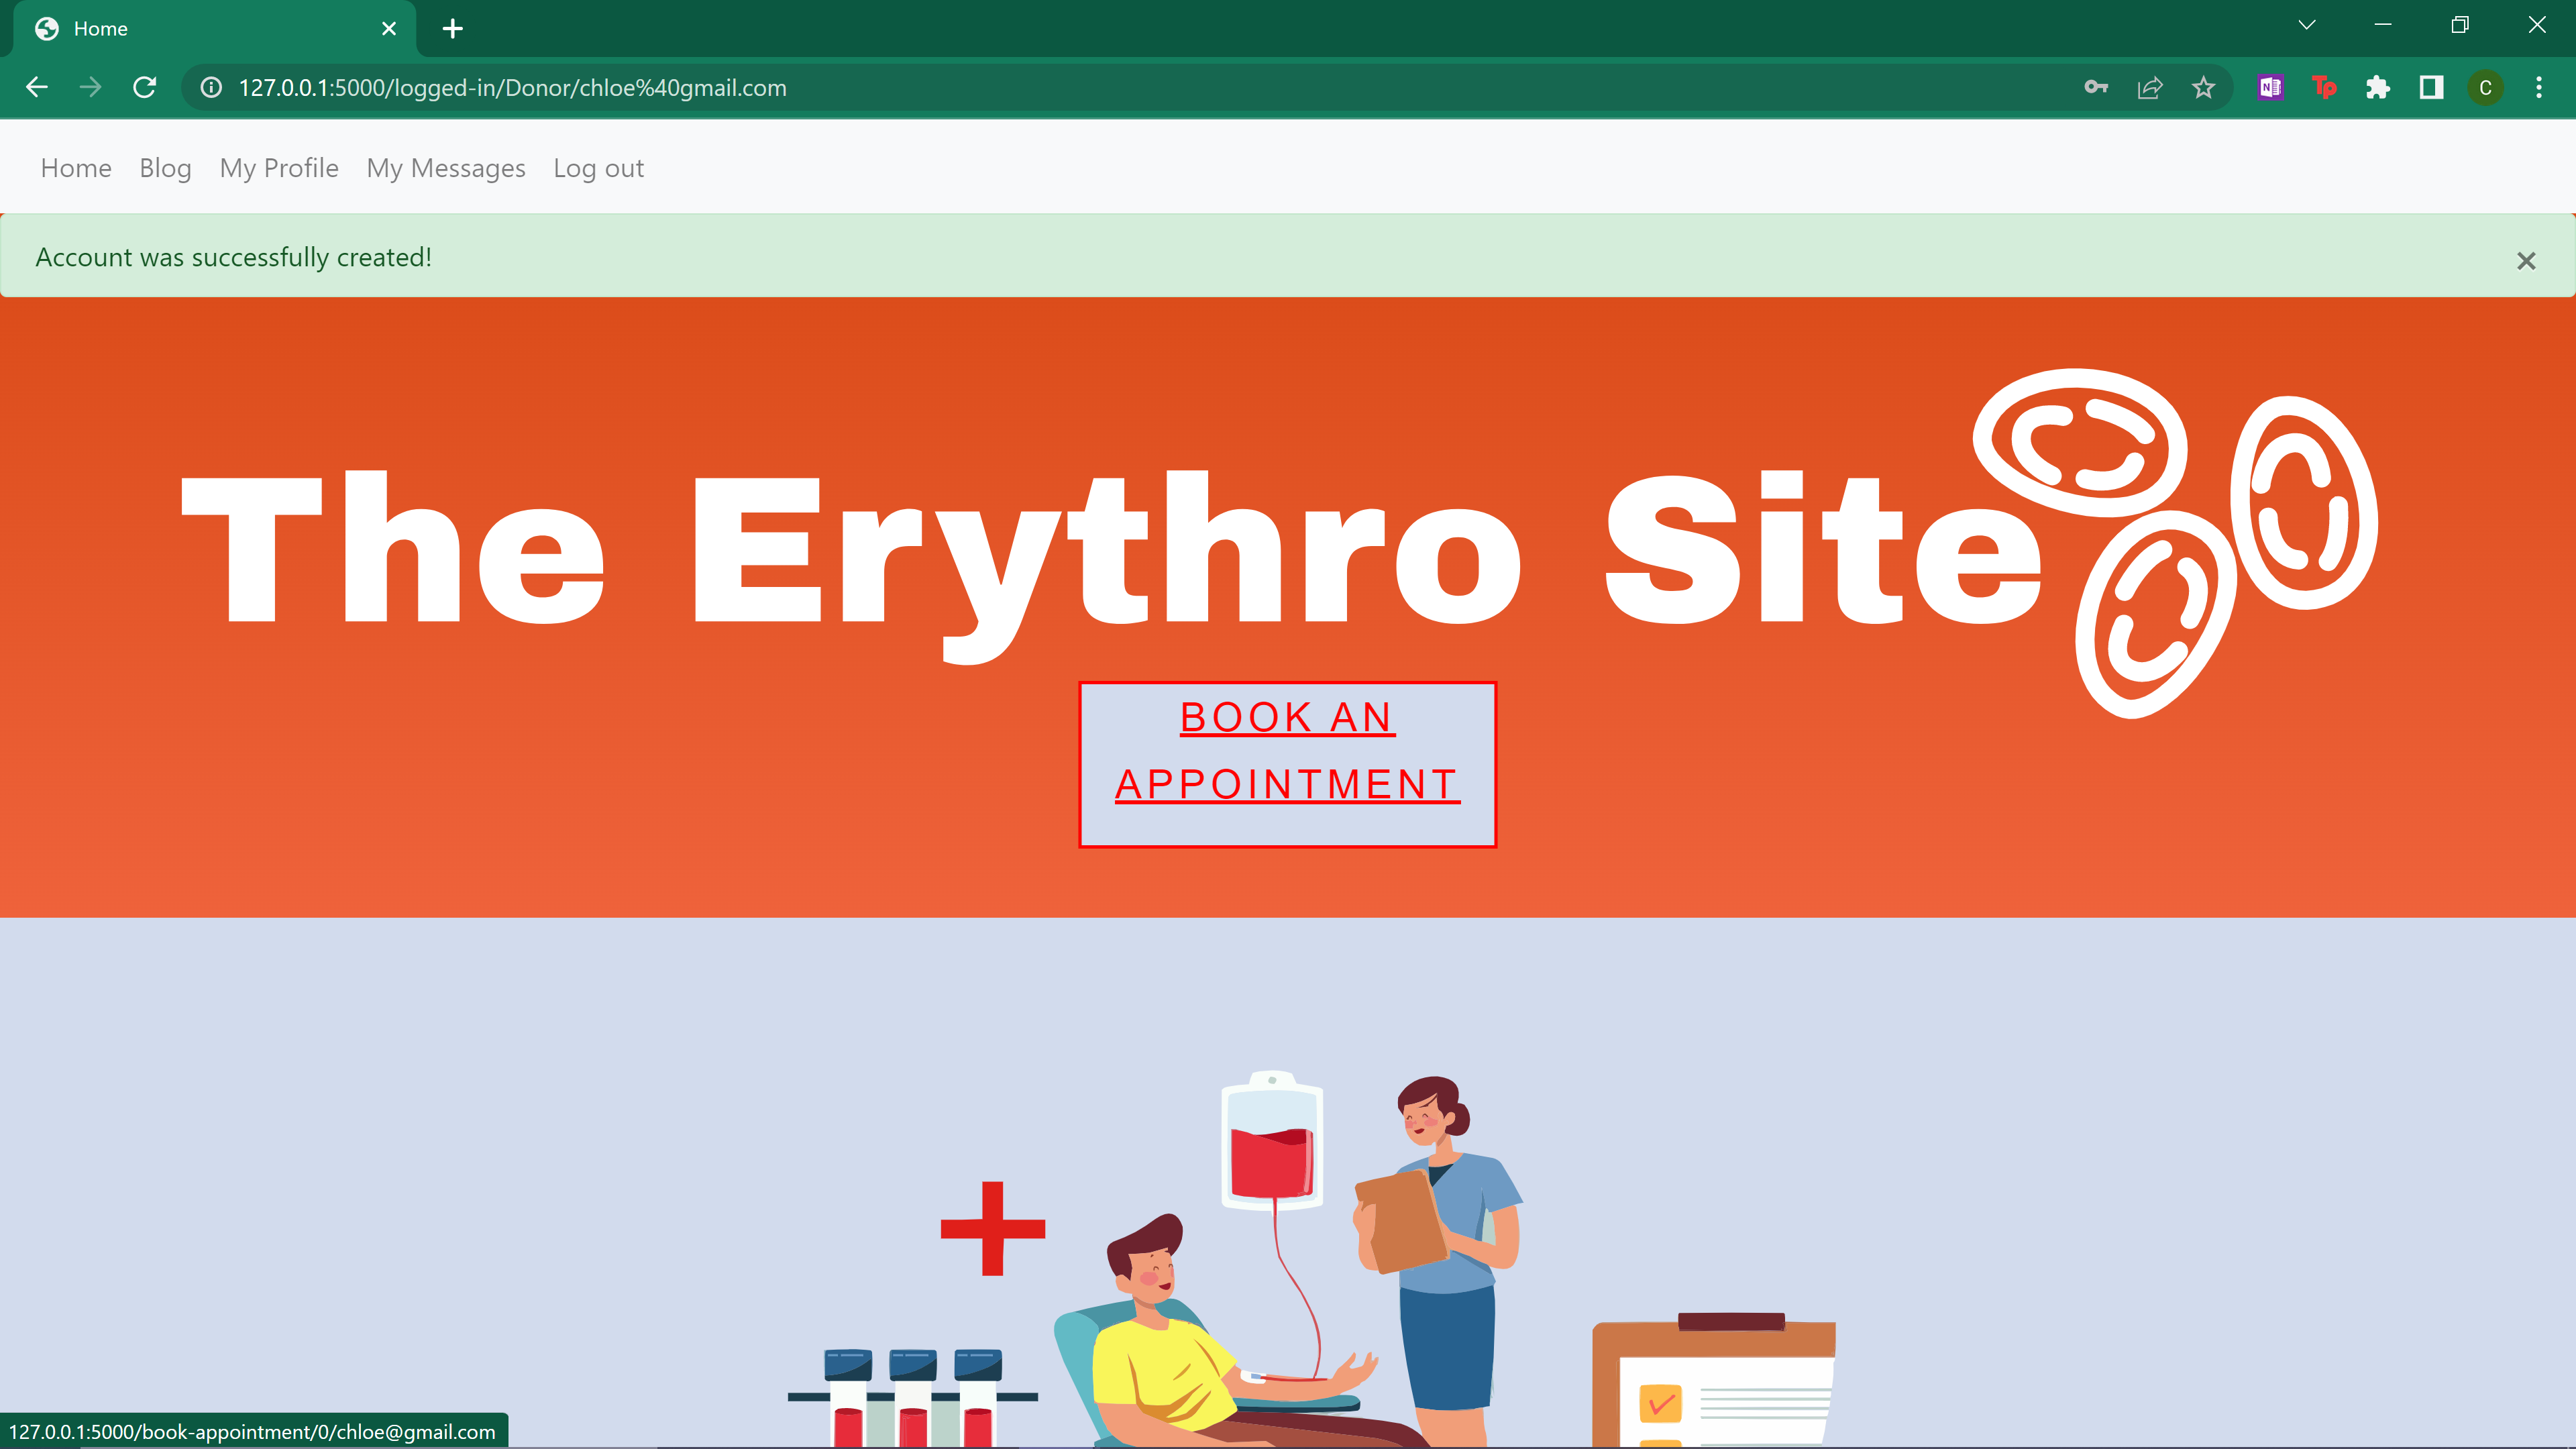 Home
127.0.0.1:5000/logged-in/Donor/chloe%40gmail.com
N
Tp
C
Home Blog My Profile My Messages Log out
Account was successfully created!
The Erythro Site
BOOK AN
APPOINTMENT
127.0.0.1:5000/book-appointment/0/chloe@gmail.com